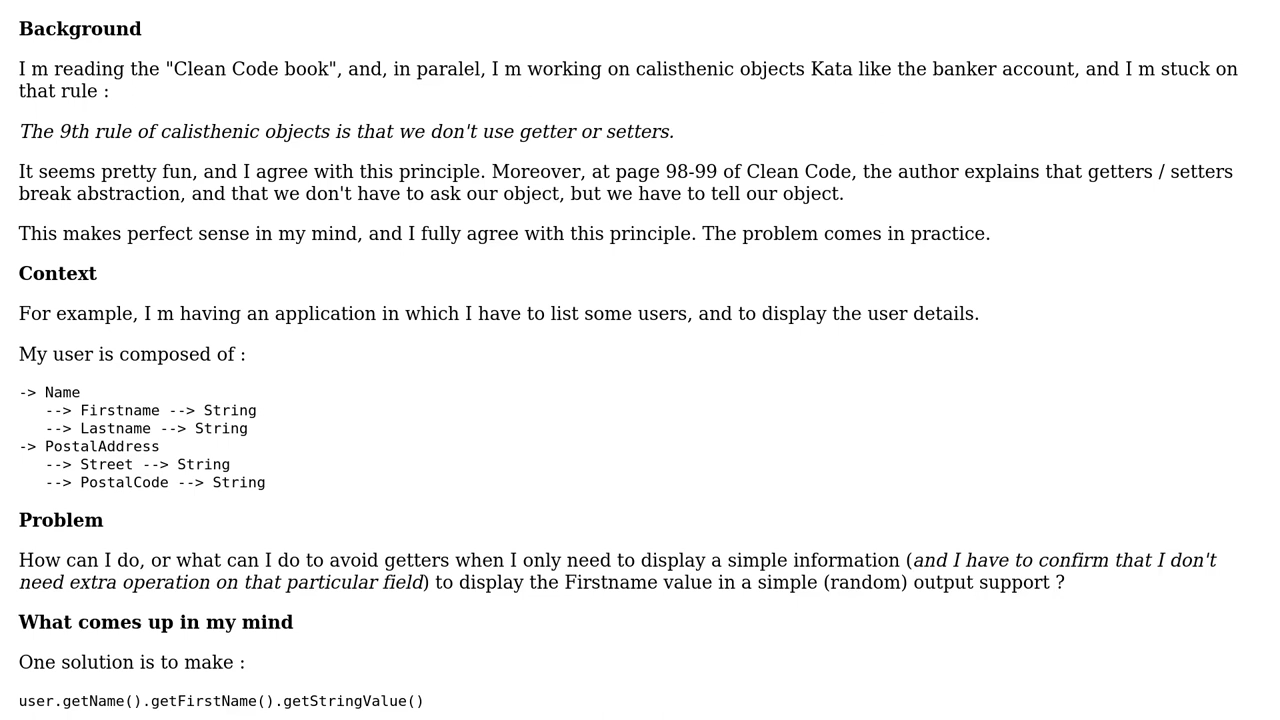 Background
I m reading the "Clean Code book", and, in paralel, I m working on calisthenic objects Kata like the banker account, and I m stuck on
that rule :
The 9th rule of calisthenic objects is that we don't use getter or setters.
It seems pretty fun, and I agree with this principle. Moreover, at page 98-99 of Clean Code, the author explains that getters / setters
break abstraction, and that we don't have to ask our object, but we have to tell our object.
This makes perfect sense in my mind, and I fully agree with this principle. The problem comes in practice.
Context
For example, I m having an application in which I have to list some users, and to display the user details.
My user is composed of :
-> Name
   --> Firstname --> String
   --> Lastname --> String
-> PostalAddress
   --> Street --> String
   --> PostalCode --> String
Problem
How can I do, or what can I do to avoid getters when I only need to display a simple information (and I have to confirm that I don't
need extra operation on that particular field) to display the Firstname value in a simple (random) output support ?
What comes up in my mind
One solution is to make :
user.getName().getFirstName().getStringValue()